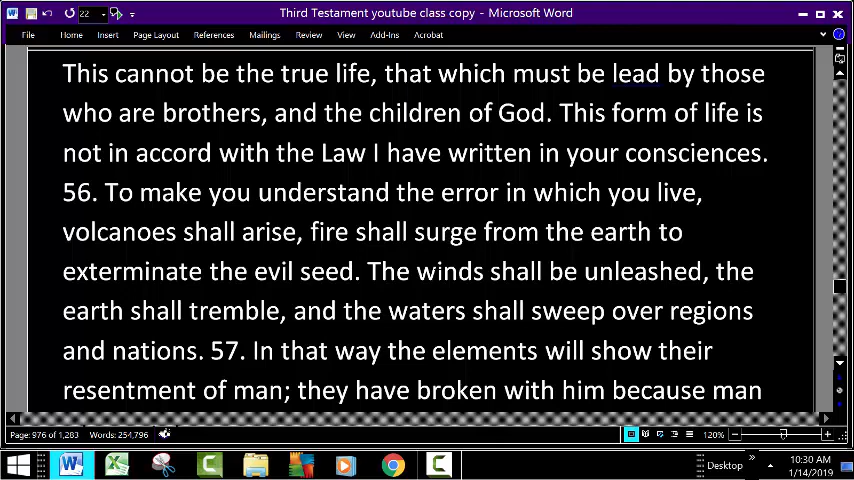 Third Testament youtube class copy - Microsoft Word
22
File Home Insert Page Layout References Mailings Review View Add-Ins Acrobat
This cannot be the true life, that which must be lead by those
who are brothers, and the children of God. This form of life is
not in accord with the Law I have written in your consciences.
56. To make you understand the error in which you live,
volcanoes shall arise, fire shall surge from the earth to
exterminate the evil seed. The winds shall be unleashed, the
earth shall tremble, and the waters shall sweep over regions
and nations. 57. In that way the elements will show their
resentment of man; they have broken with him because man
Page: 976 of 1,283 Words: 254,796 120%
Desktop
10:30 AM
1/14/2019